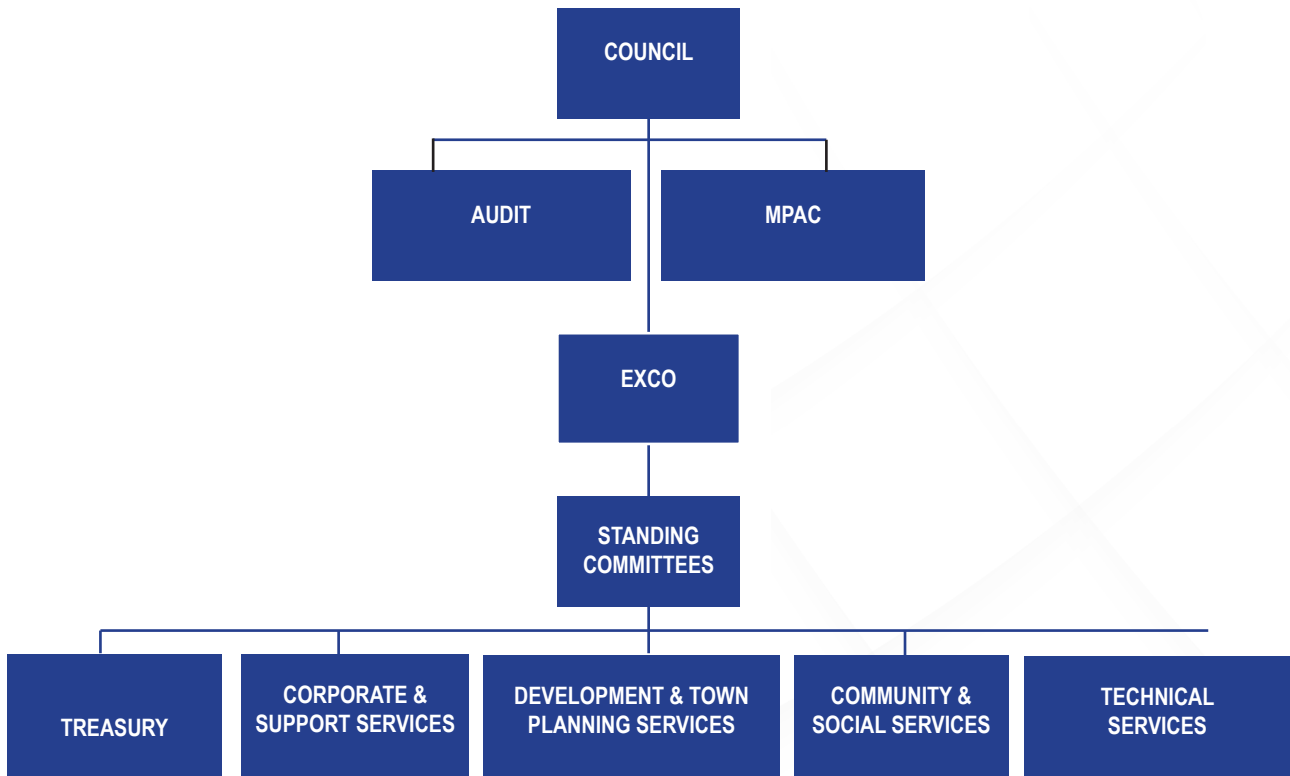 COUNCIL
AUDIT
MPAC
EXCO
STANDING
COMMITTEES
TREASURY
CORPORATE &
SUPPORT SERVICES
DEVELOPMENT & TOWN
PLANNING SERVICES
COMMUNITY &
SOCIAL SERVICES
TECHNICAL
SERVICES